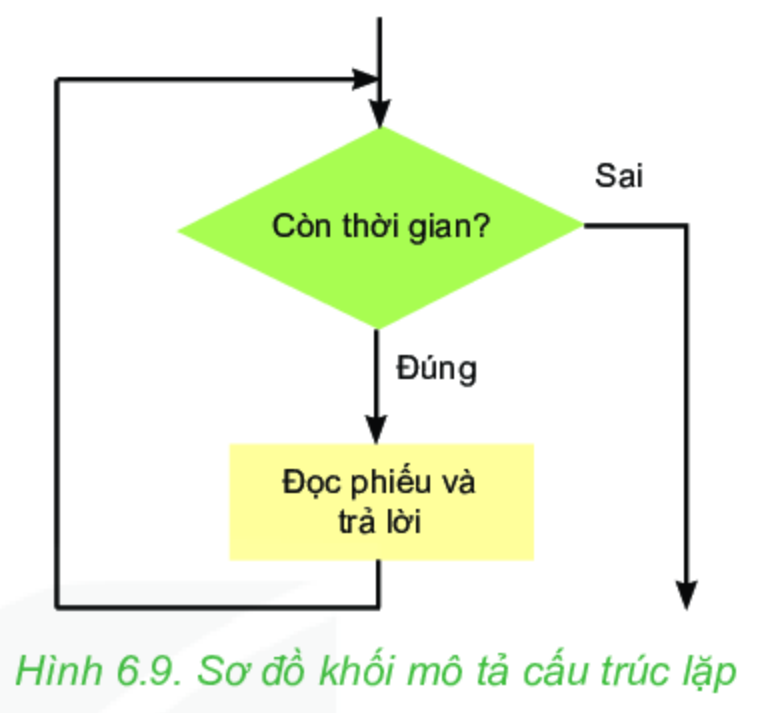 Sai
Còn thời gian?
Đúng
Đọc phiếu và
trả lời
Hình 6.9. Sơ đồ khối mô tả cấu trúc lặp